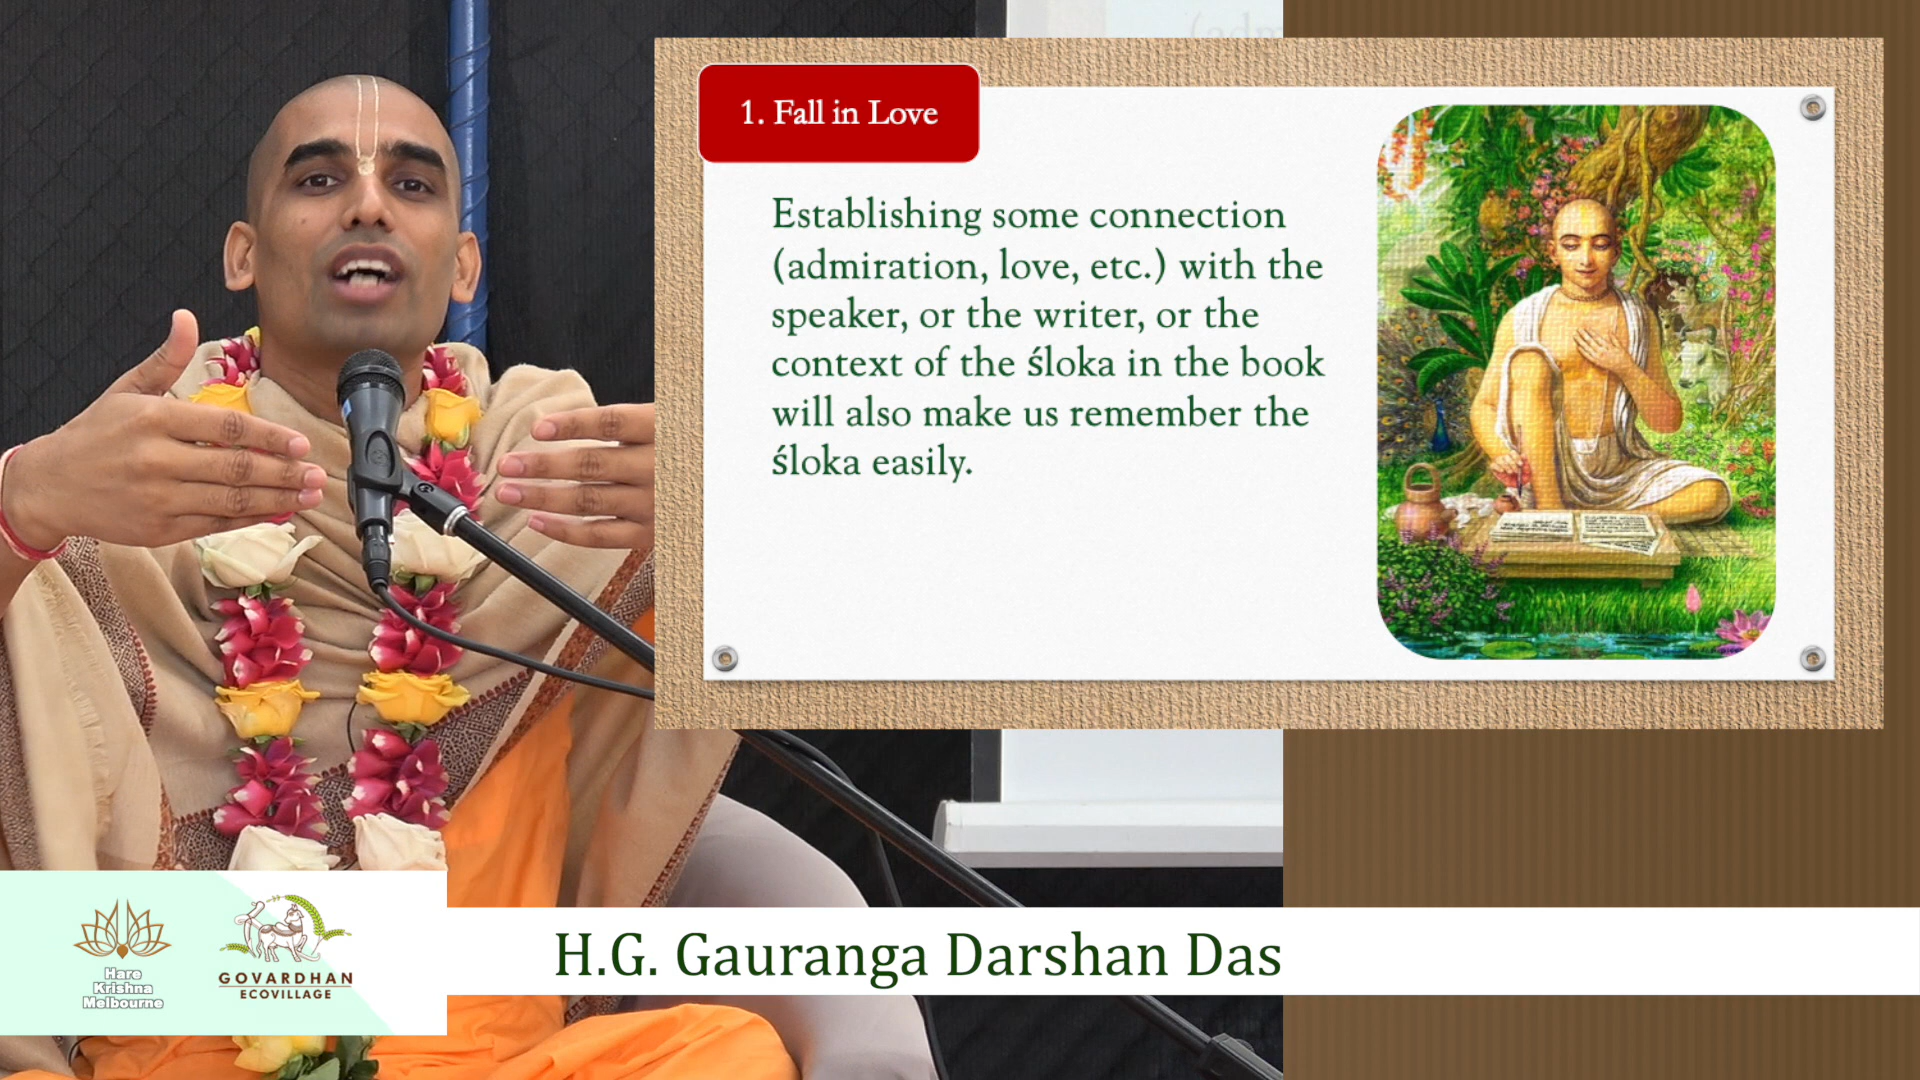 (adm
1. Fall in Love
Establishing some connection
(admiration, love, etc.) with the
speaker, or the writer, or the
context of the śloka in the book
will also make us remember the
śloka easily.
Hare
Krishna
Melbourne
GOVARDHAN
ECOVILLAGE
H.G. Gauranga Darshan Das